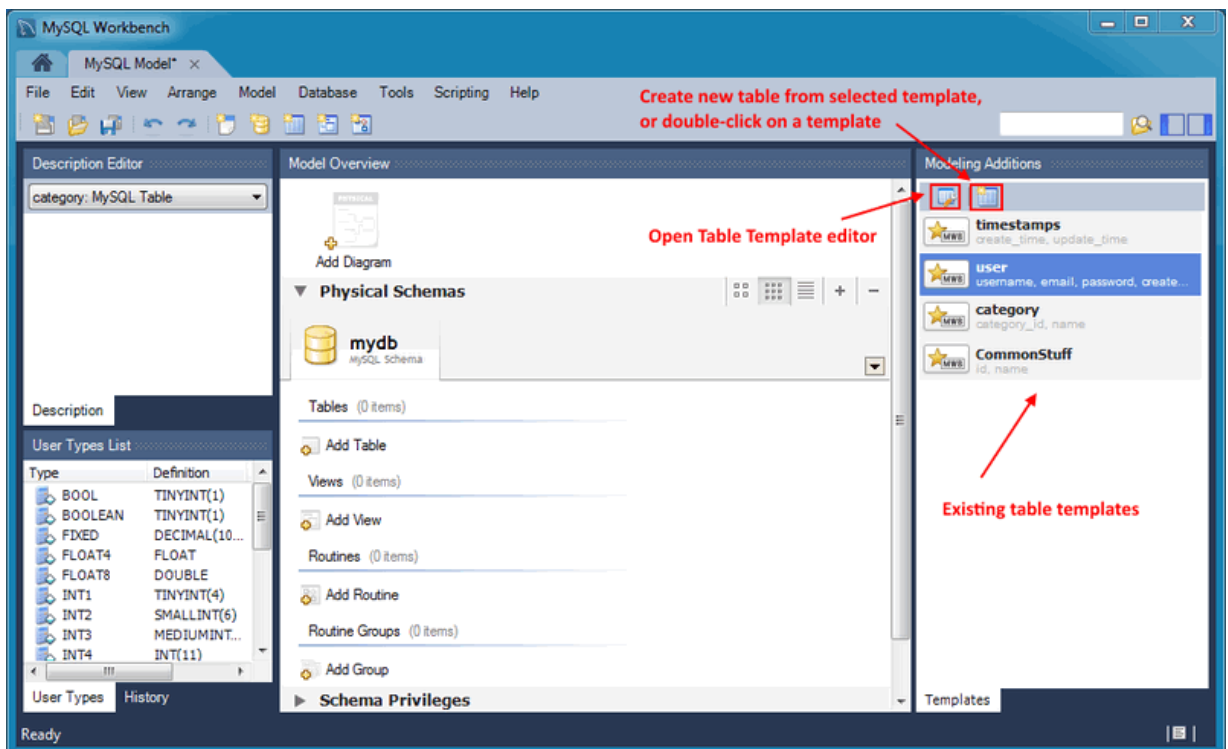 MySQL Workbench
MySQL Model*
File Edit View Arrange Model Database Tools Scripting Help
Create new table from selected template,
or double-click on a template
Description Editor
category: MySQL Table
Description
User Types List
Type Definition
BOOL TINYINT(1)
BOOLEAN TINYINT(1)
FIXED DECIMAL(10...
FLOAT4 FLOAT
FLOAT8 DOUBLE
INT1 TINYINT(4)
INT2 SMALLINT(6)
INT3 MEDIUMINT...
INT4 INT(11)
User Types History
Model Overview
PHYSICAL
Add Diagram
Open Table Template editor
Physical Schemas
mydb
MySQL Schema
Tables (0 items)
Add Table
Views (0 items)
Add View
Routines (0 items)
Add Routine
Routine Groups (0 items)
Add Group
Schema Privileges
Modeling Additions
MWB timestamps
create_time, update_time
MWB user
username, email, password, create...
MWB category
category_id, name
MWB CommonStuff
id, name
Existing table templates
Templates
Ready